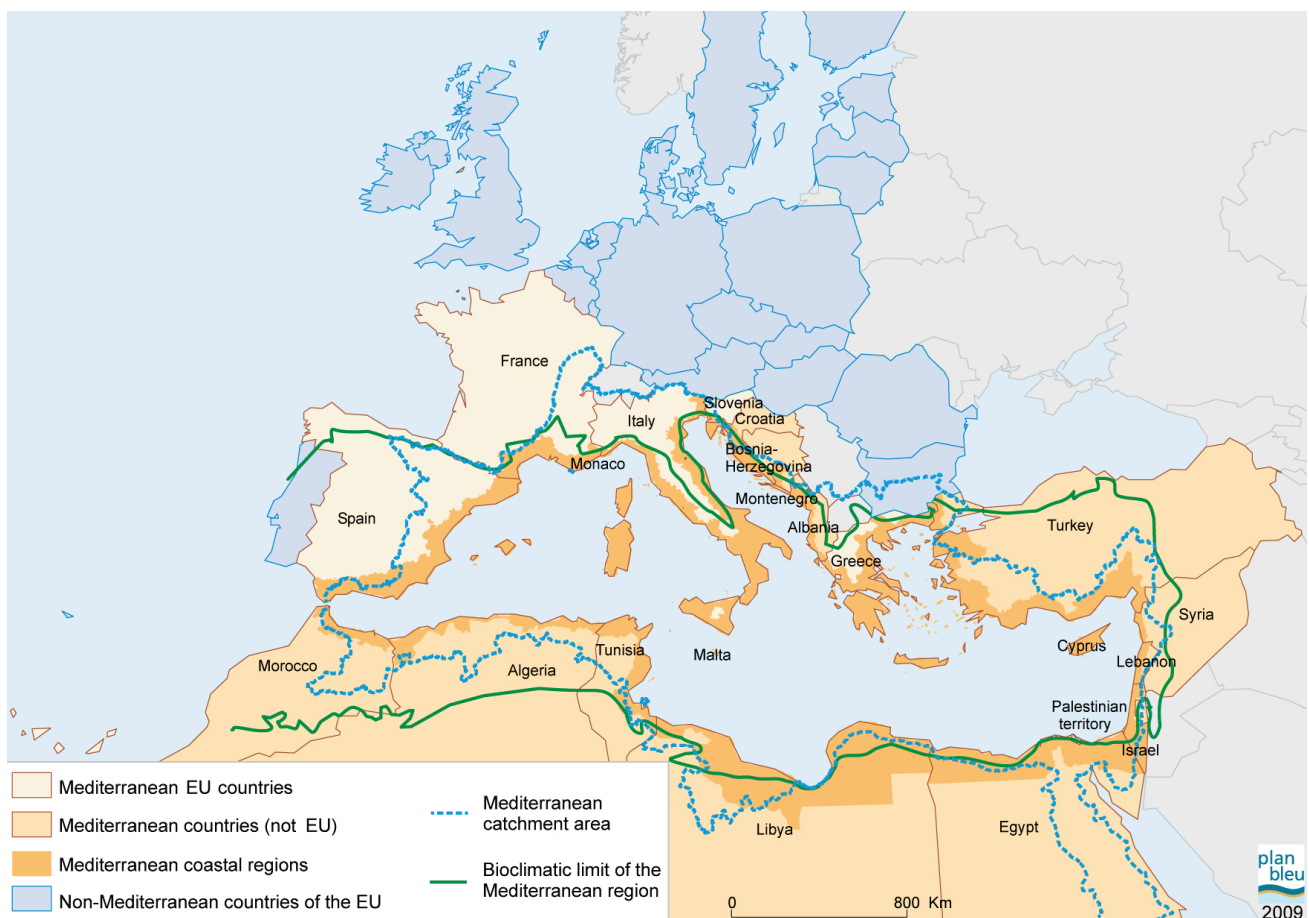 France
Slovenia
Croatia
Italy
Bosnia-
Herzegovina
Monaco
Montenegro
Spain
Turkey
Albania
Greece
Syria
Cyprus
Tunisia
Malta
Lebanon
Morocco
Algeria
Palestinian
territory
Israel
Libya
Egypt
Mediterranean EU countries
Mediterranean countries (not EU)
Mediterranean coastal regions
Non-Mediterranean countries of the EU
Mediterranean
catchment area
Bioclimatic limit of the
Mediterranean region
0 800 Km
plan
bleu
2009